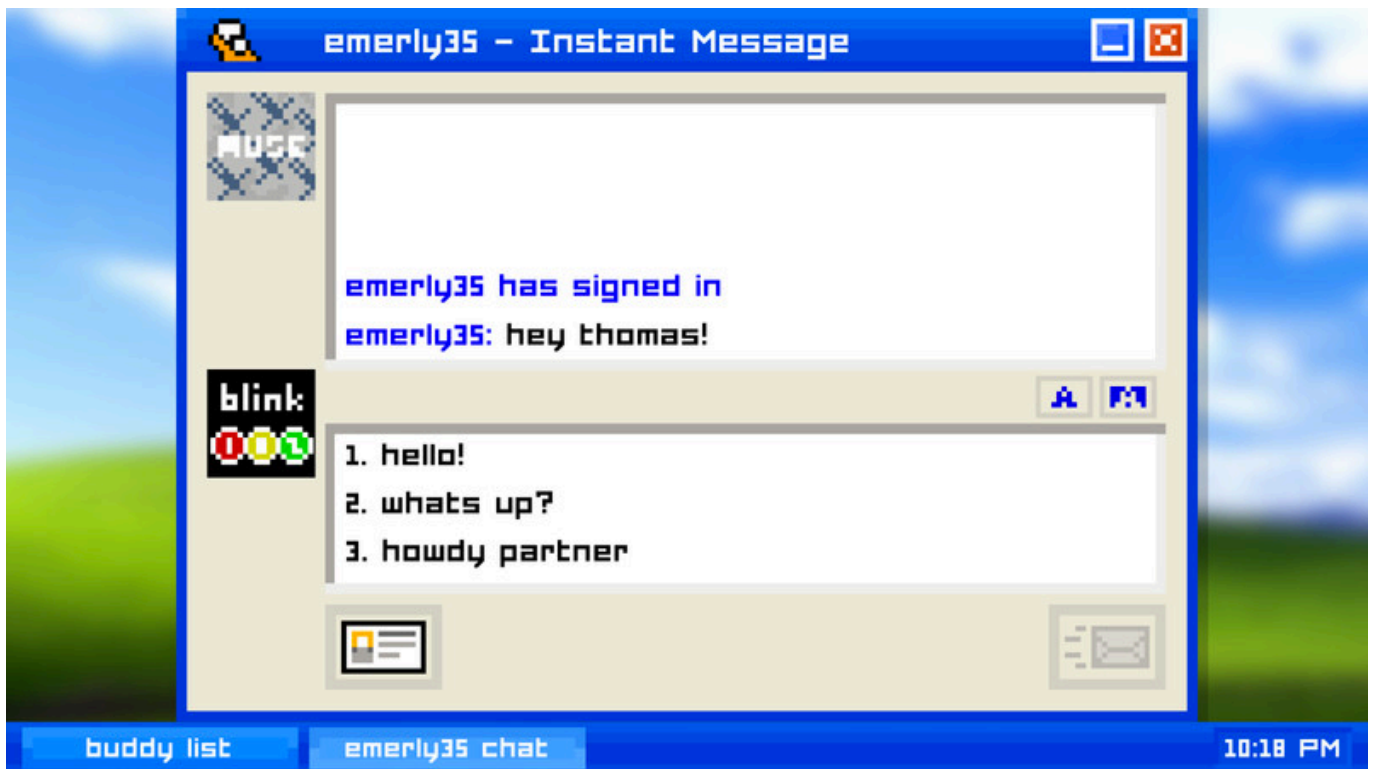 emerly35 - Instant Message
MUSE
emerly35 has signed in
emerly35: hey thomas!
blink
182
A
1. hello!
2. whats up?
3. howdy partner
buddy list
emerly35 chat
10:18 PM